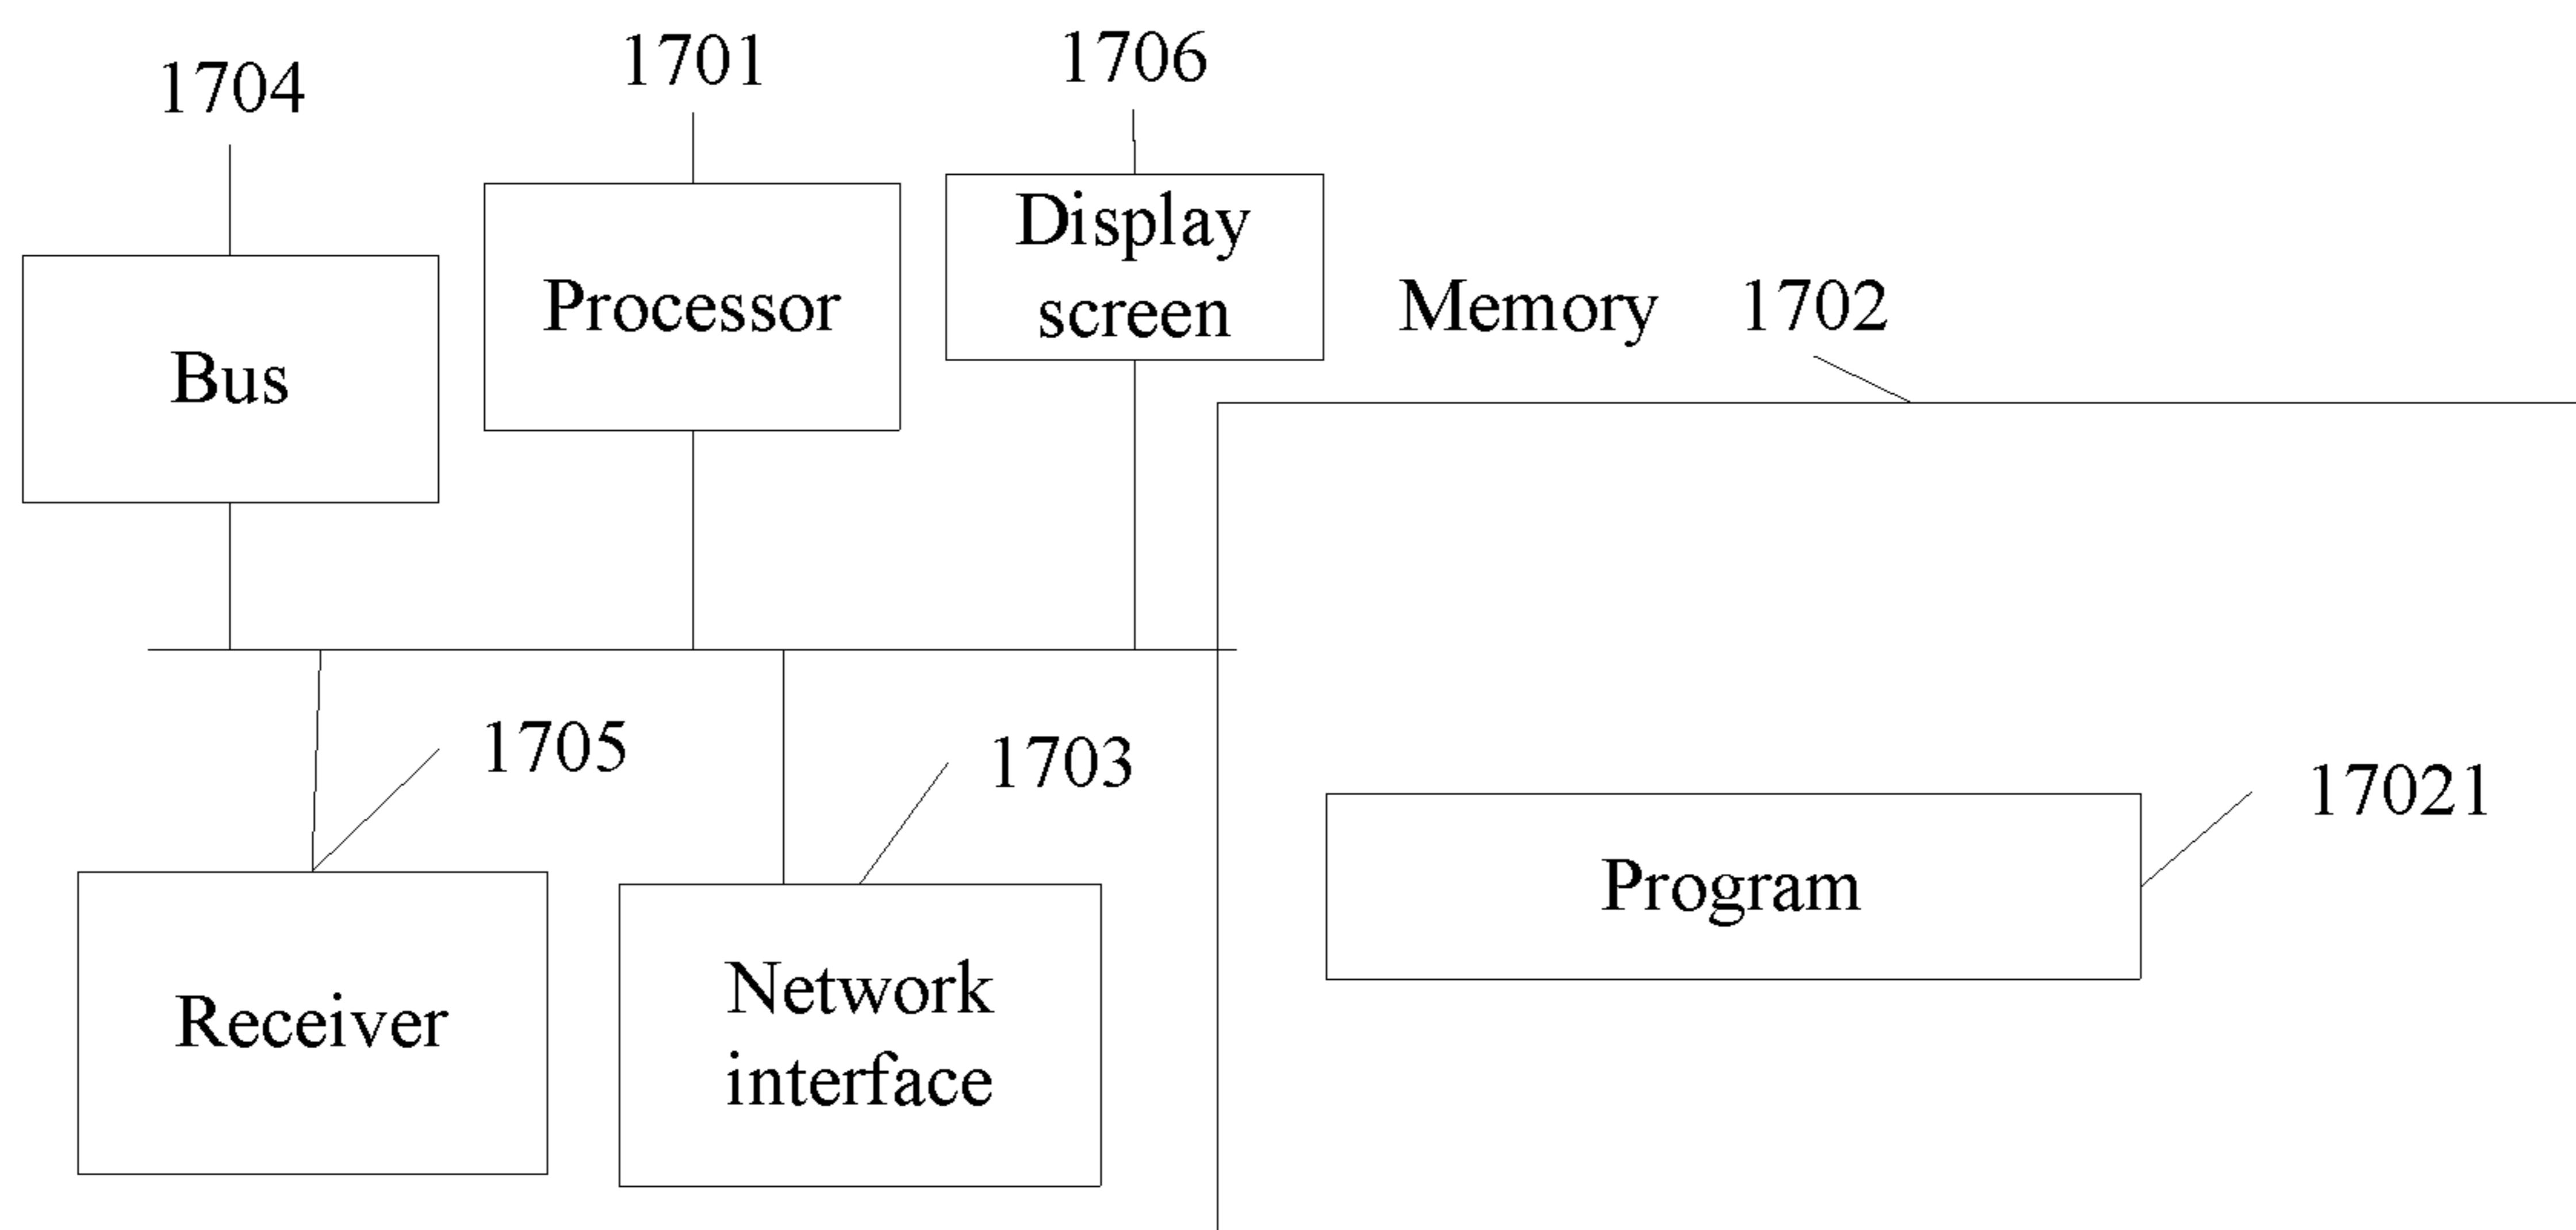 1704
1701
1706
Bus
Processor
Display
screen
Memory 1702
1705
1703
17021
Receiver
Network
interface
Program